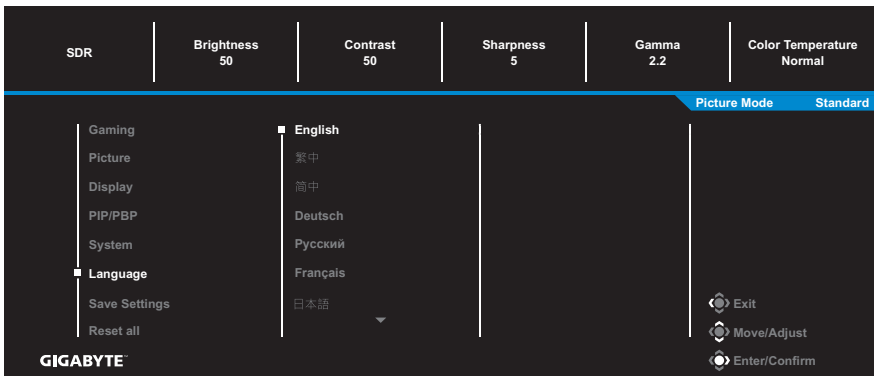 SDR
Brightness
50
Contrast
50
Sharpness
5
Gamma
2.2
Color Temperature
Normal
Picture Mode Standard
Gaming
Picture
Display
PIP/PBP
System
Language
Save Settings
Reset all
English
繁中
简中
Deutsch
Русский
Français
日本語
Exit
Move/Adjust
Enter/Confirm
GIGABYTE™